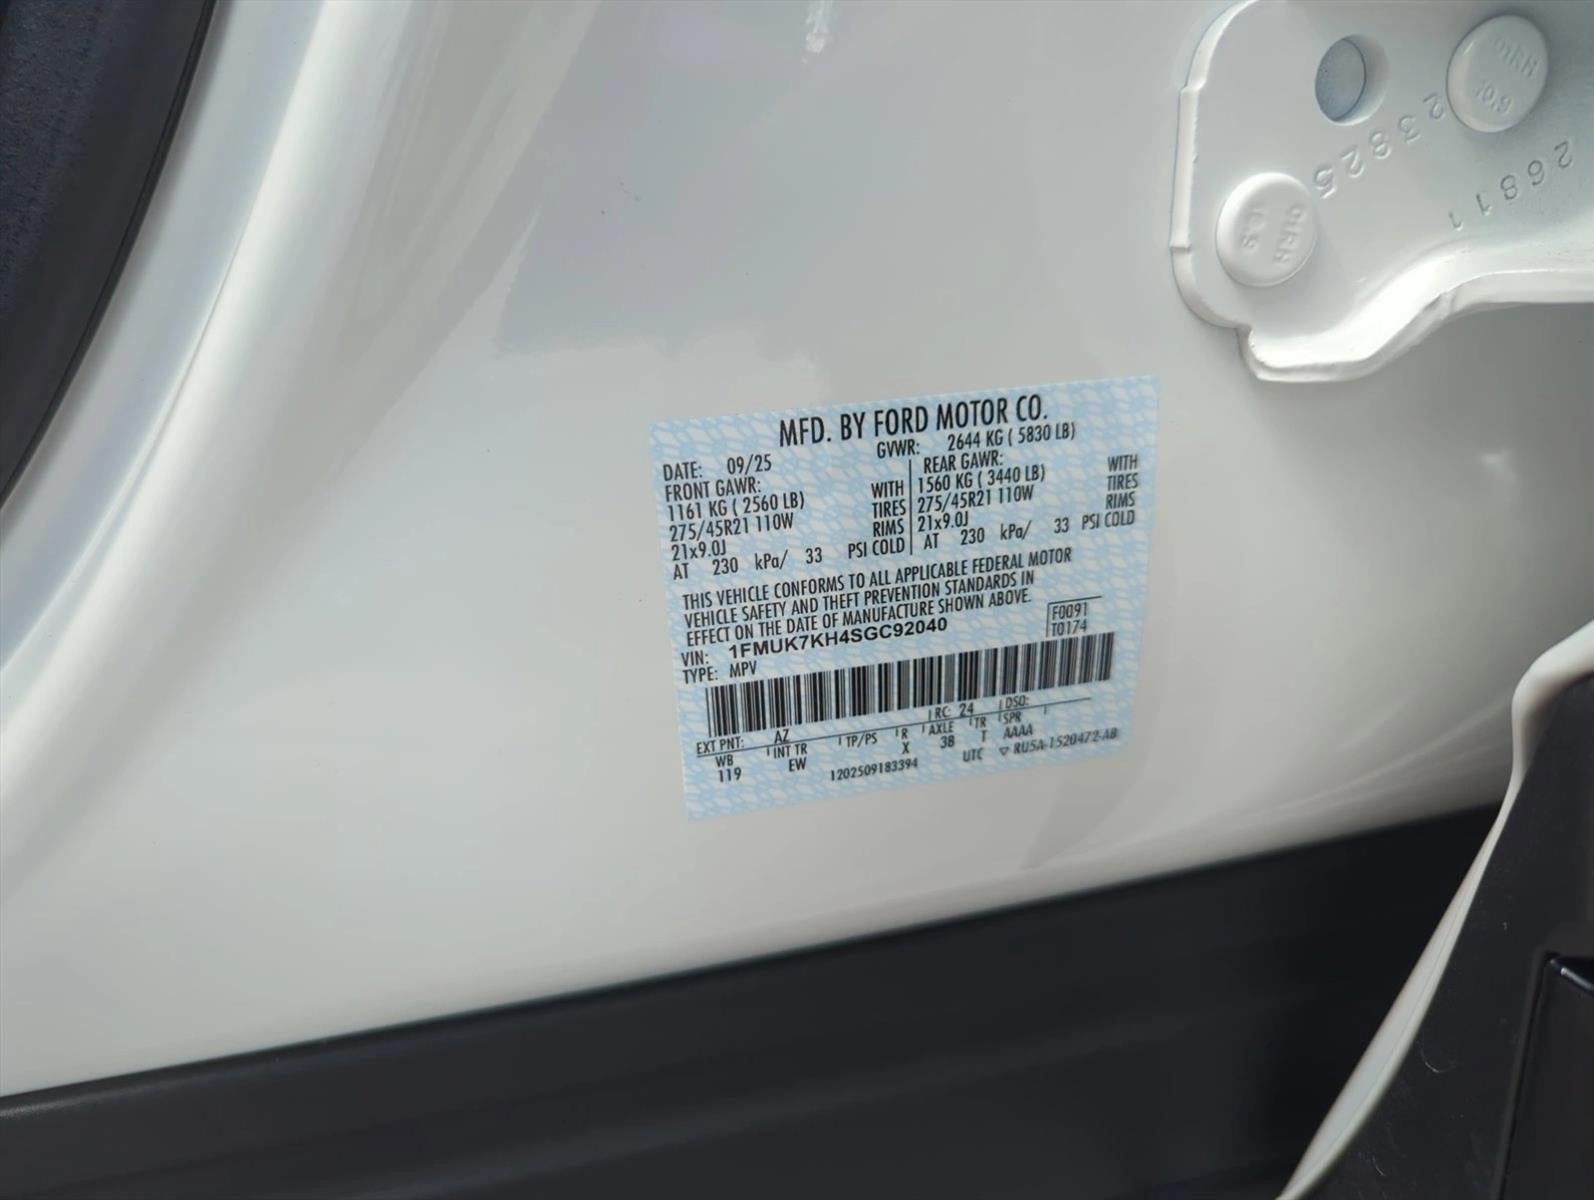 23825
26811
10.9
MFD. BY FORD MOTOR CO.
DATE: 09/25 GVWR: 2644 KG ( 5830 LB)
FRONT GAWR: REAR GAWR:
1161 KG ( 2560 LB) WITH 1560 KG ( 3440 LB) WITH
275/45R21 110W TIRES 275/45R21 110W TIRES
21x9.0J RIMS 21x9.0J RIMS
AT 230 kPa/ 33 PSI COLD AT 230 kPa/ 33 PSI COLD
THIS VEHICLE CONFORMS TO ALL APPLICABLE FEDERAL MOTOR
VEHICLE SAFETY AND THEFT PREVENTION STANDARDS IN
EFFECT ON THE DATE OF MANUFACTURE SHOWN ABOVE.
F0091
T0174
VIN: 1FMUK7KH4SGC92040
TYPE: MPV
EXT PNT: AZ RC: 24 DSO:
WB INT TR TP/PS R AXLE TR SPR
119 EW X 38 T AAAA
1202509183394 UTC ▽ RU5A-1520472-AB